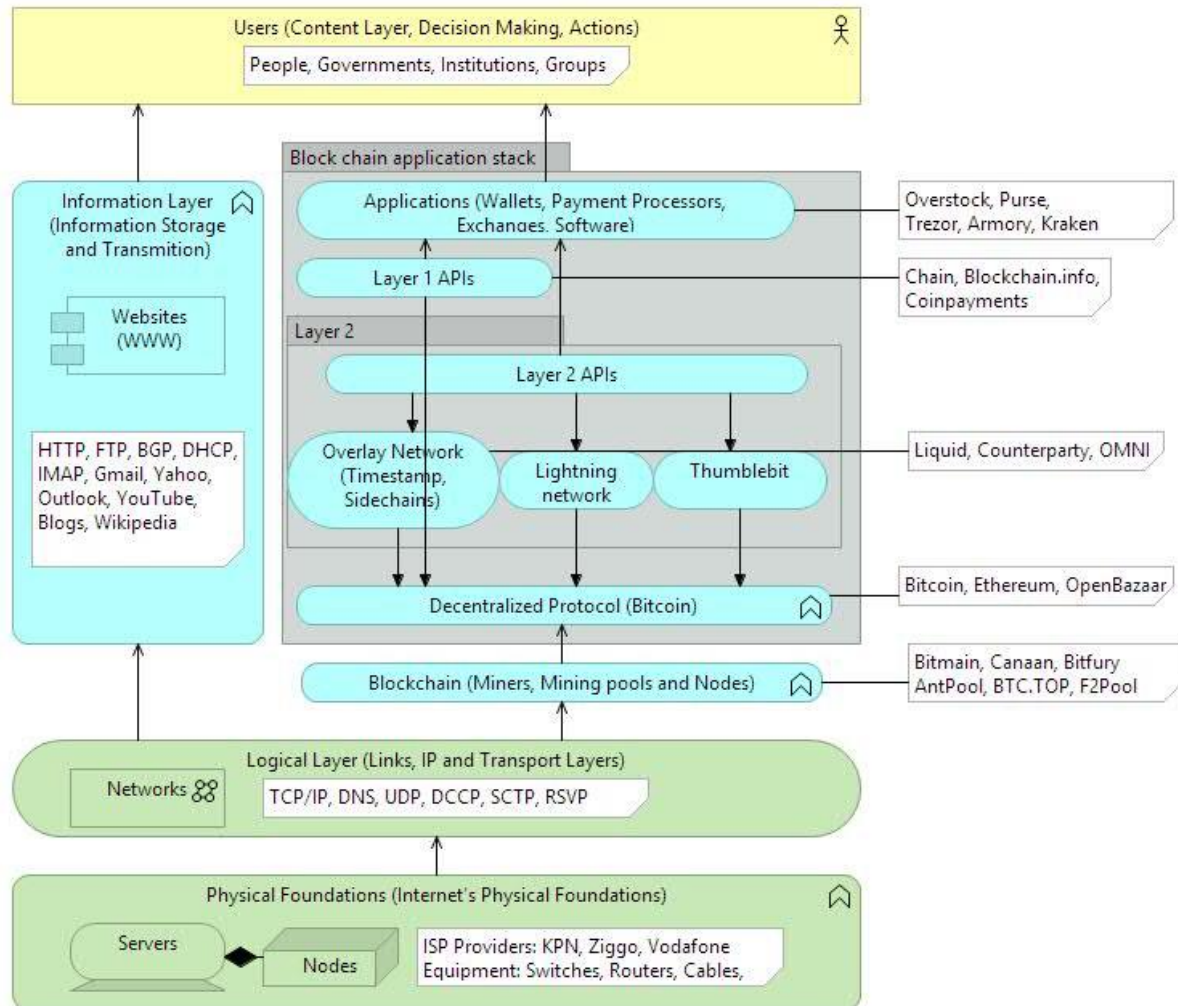 Users (Content Layer, Decision Making, Actions)
People, Governments, Institutions, Groups
Block chain application stack
Information Layer
(Information Storage
and Transmition)
Websites
(WWW)
HTTP, FTP, BGP, DHCP,
IMAP, Gmail, Yahoo,
Outlook, YouTube,
Blogs, Wikipedia
Applications (Wallets, Payment Processors,
Exchanges, Software)
Overstock, Purse,
Trezor, Armory, Kraken
Layer 1 APIs
Chain, Blockchain.info,
Coinpayments
Layer 2
Layer 2 APIs
Overlay Network
(Timestamp,
Sidechains)
Lightning
network
Thumblebit
Liquid, Counterparty, OMNI
Decentralized Protocol (Bitcoin)
Bitcoin, Ethereum, OpenBazaar
Blockchain (Miners, Mining pools and Nodes)
Bitmain, Canaan, Bitfury
AntPool, BTC.TOP, F2Pool
Logical Layer (Links, IP and Transport Layers)
Networks
TCP/IP, DNS, UDP, DCCP, SCTP, RSVP
Physical Foundations (Internet's Physical Foundations)
Servers
Nodes
ISP Providers: KPN, Ziggo, Vodafone
Equipment: Switches, Routers, Cables,